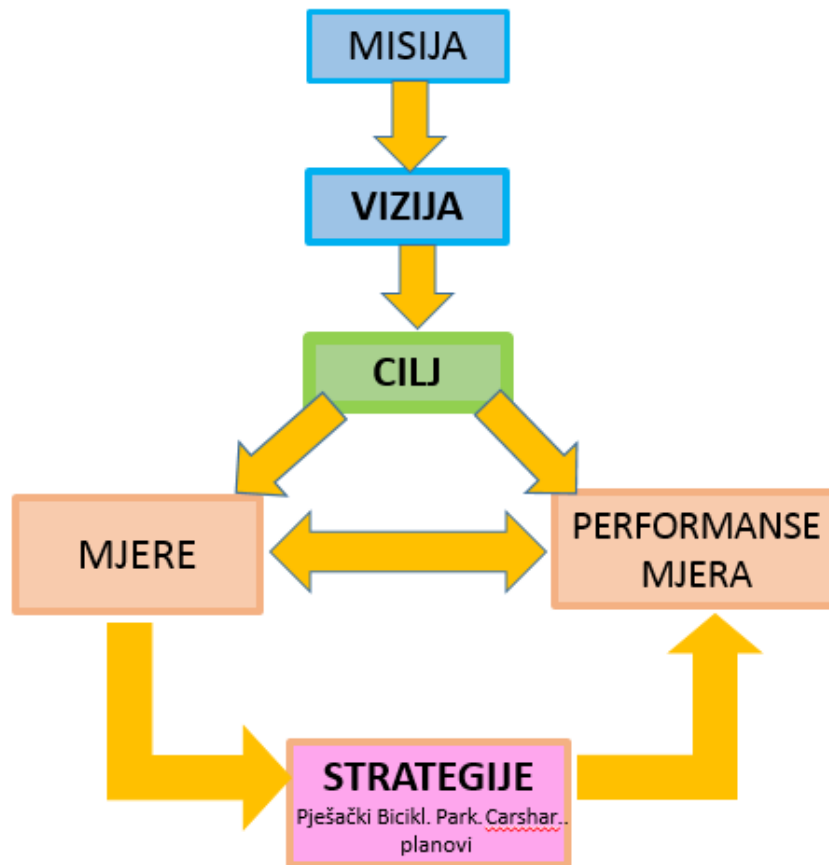 MISIJA
VIZIJA
CILJ
MJERE
PERFORMANSE
MJERA
STRATEGIJE
Pješački Bicikl. Park. Carshar..
planovi